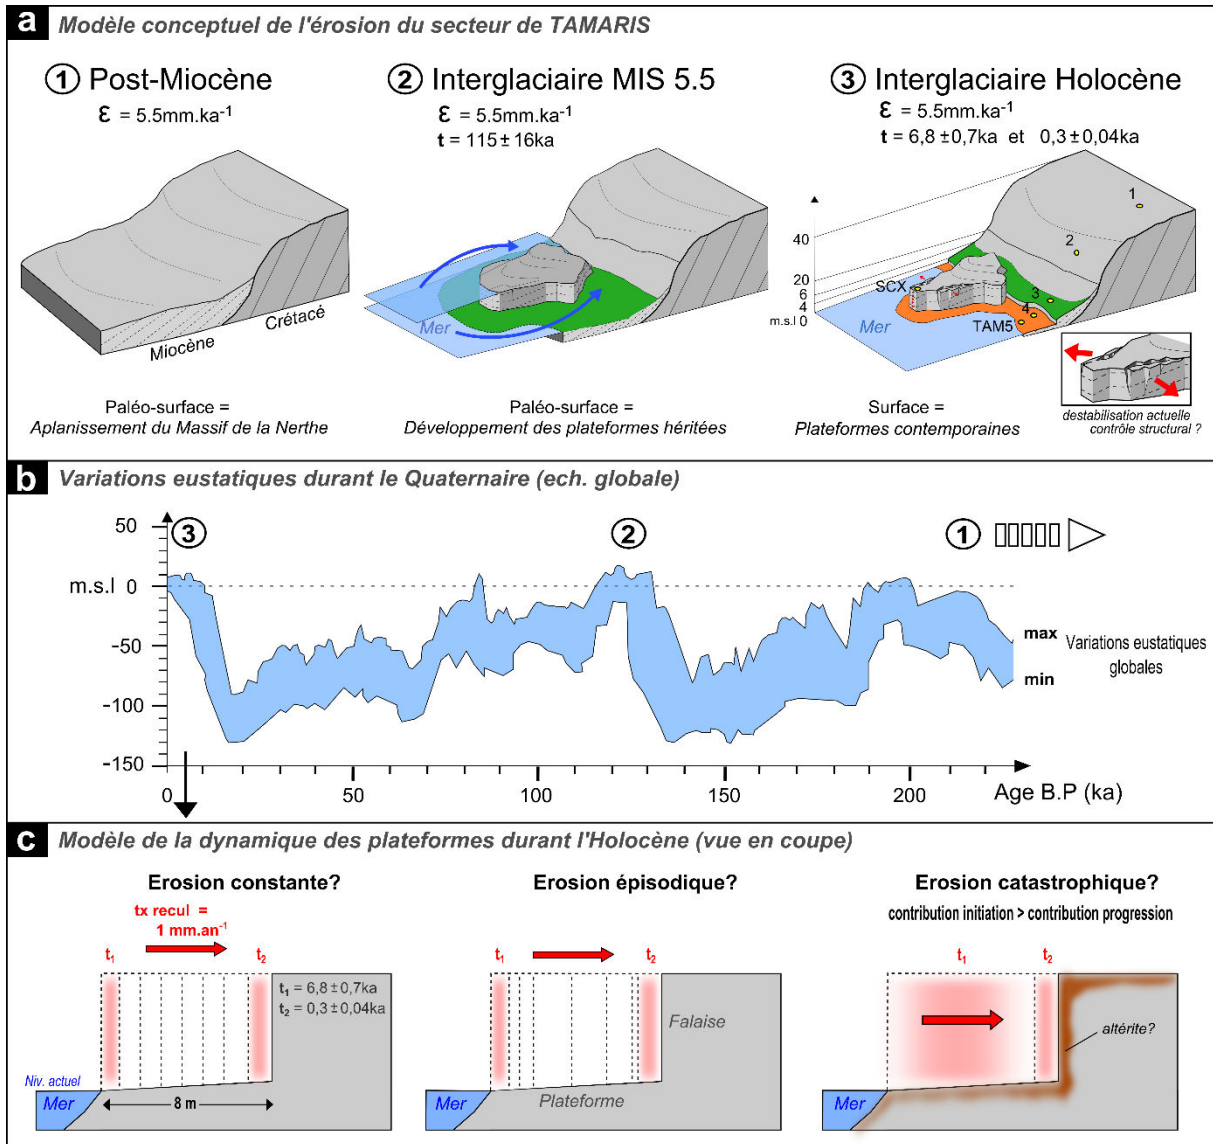 a Modèle conceptuel de l'érosion du secteur de TAMARIS
1 Post-Miocène
ε = 5.5mm.ka⁻¹
Crétacé
Miocène
Paléo-surface =
Aplanissement du Massif de la Nerthe
2 Interglaciaire MIS 5.5
ε = 5.5mm.ka⁻¹
t = 115 ± 16ka
Mer
Paléo-surface =
Développement des plateformes héritées
3 Interglaciaire Holocène
ε = 5.5mm.ka⁻¹
t = 6,8 ± 0,7ka et 0,3 ± 0,04ka
40
20
6
4
m.s.l 0
1
2
3
4
SCX
TAM5
Mer
Surface =
Plateformes contemporaines
destabilisation actuelle
contrôle structural ?
b Variations eustatiques durant le Quaternaire (ech. globale)
50
m.s.l 0
-50
-100
-150
3
2
1
max
min
Variations eustatiques
globales
0 50 100 150 200 Age B.P (ka)
c Modèle de la dynamique des plateformes durant l'Holocène (vue en coupe)
Erosion constante?
tx recul =
1 mm.an⁻¹
t₁ t₂
t₁ = 6,8 ± 0,7ka
t₂ = 0,3 ± 0,04ka
Niv. actuel
Mer
8 m
Erosion épisodique?
t₁ t₂
Falaise
Mer
Plateforme
Erosion catastrophique?
contribution initiation > contribution progression
t₁ t₂
altérite?
Mer